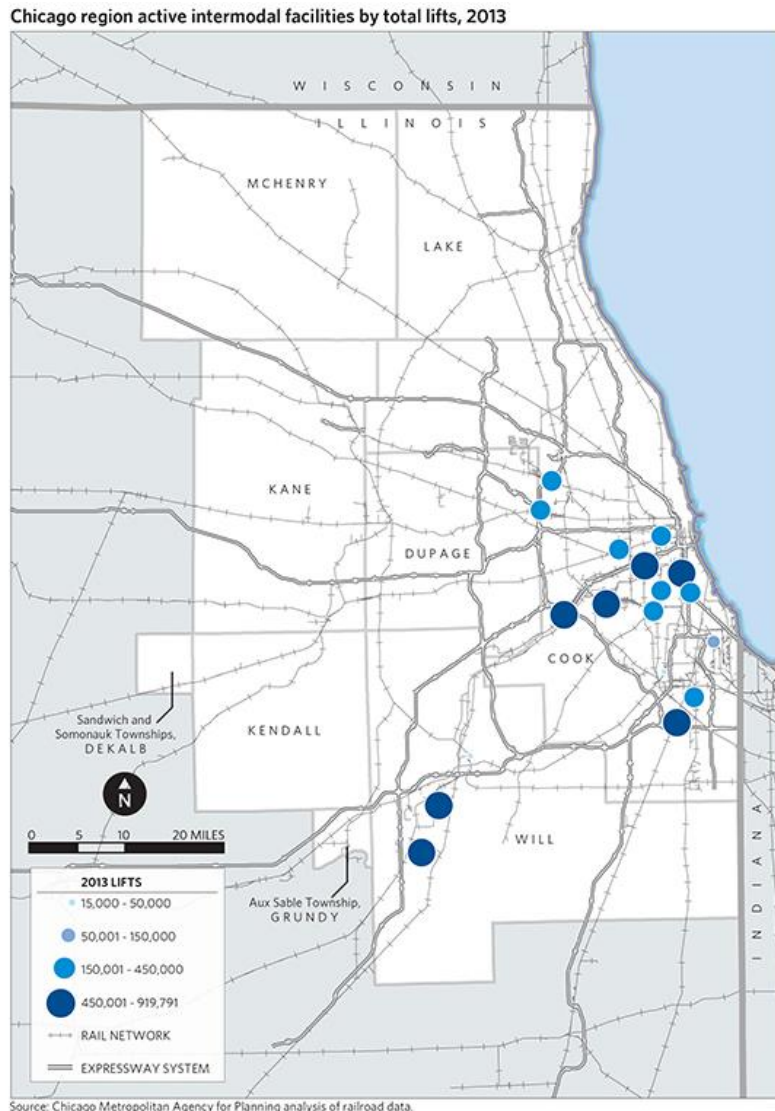 Chicago region active intermodal facilities by total lifts, 2013
WISCONSIN
ILLINOIS
MCHENRY
LAKE
KANE
DUPAGE
COOK
Sandwich and
Somonauk Townships,
DEKALB
KENDALL
N
0 5 10 20 MILES
WILL
INDIANA
Aux Sable Township,
GRUNDY
2013 LIFTS
15,000 - 50,000
50,001 - 150,000
150,001 - 450,000
450,001 - 919,791
RAIL NETWORK
EXPRESSWAY SYSTEM
Source: Chicago Metropolitan Agency for Planning analysis of railroad data.